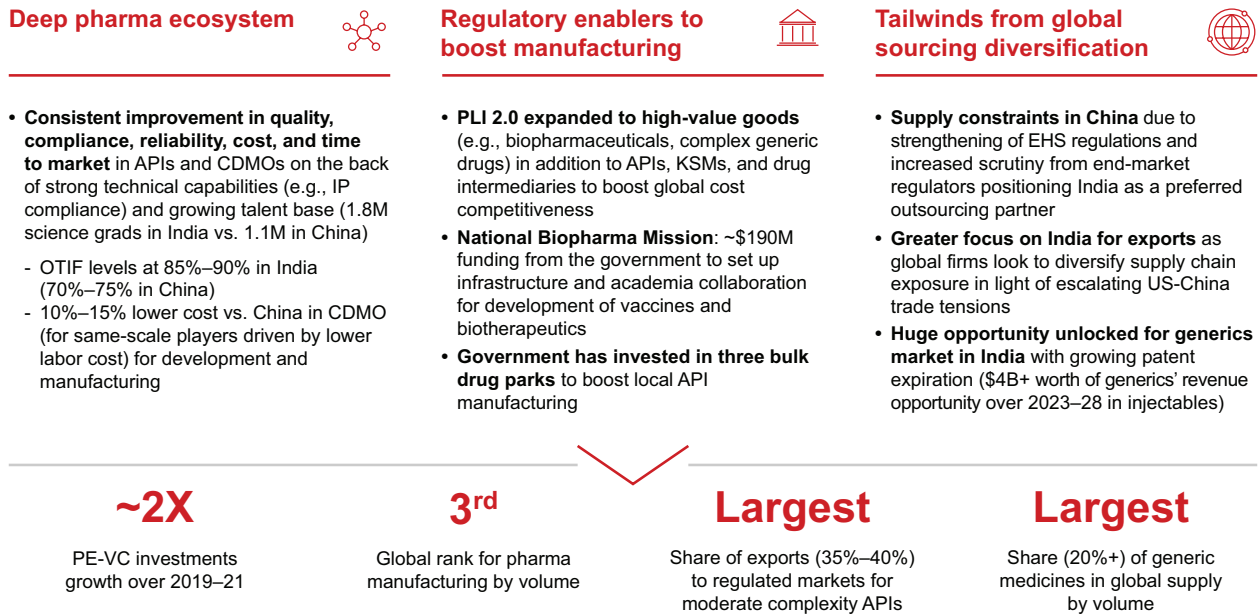 Deep pharma ecosystem
• Consistent improvement in quality,
compliance, reliability, cost, and time
to market in APIs and CDMOs on the back
of strong technical capabilities (e.g., IP
compliance) and growing talent base (1.8M
science grads in India vs. 1.1M in China)
- OTIF levels at 85%–90% in India
(70%–75% in China)
- 10%–15% lower cost vs. China in CDMO
(for same-scale players driven by lower
labor cost) for development and
manufacturing
Regulatory enablers to
boost manufacturing
• PLI 2.0 expanded to high-value goods
(e.g., biopharmaceuticals, complex generic
drugs) in addition to APIs, KSMs, and drug
intermediaries to boost global cost
competitiveness
• National Biopharma Mission: ~$190M
funding from the government to set up
infrastructure and academia collaboration
for development of vaccines and
biotherapeutics
• Government has invested in three bulk
drug parks to boost local API
manufacturing
Tailwinds from global
sourcing diversification
• Supply constraints in China due to
strengthening of EHS regulations and
increased scrutiny from end-market
regulators positioning India as a preferred
outsourcing partner
• Greater focus on India for exports as
global firms look to diversify supply chain
exposure in light of escalating US-China
trade tensions
• Huge opportunity unlocked for generics
market in India with growing patent
expiration ($4B+ worth of generics’ revenue
opportunity over 2023–28 in injectables)
~2X
PE-VC investments
growth over 2019–21
3rd
Global rank for pharma
manufacturing by volume
Largest
Share of exports (35%–40%)
to regulated markets for
moderate complexity APIs
Largest
Share (20%+) of generic
medicines in global supply
by volume